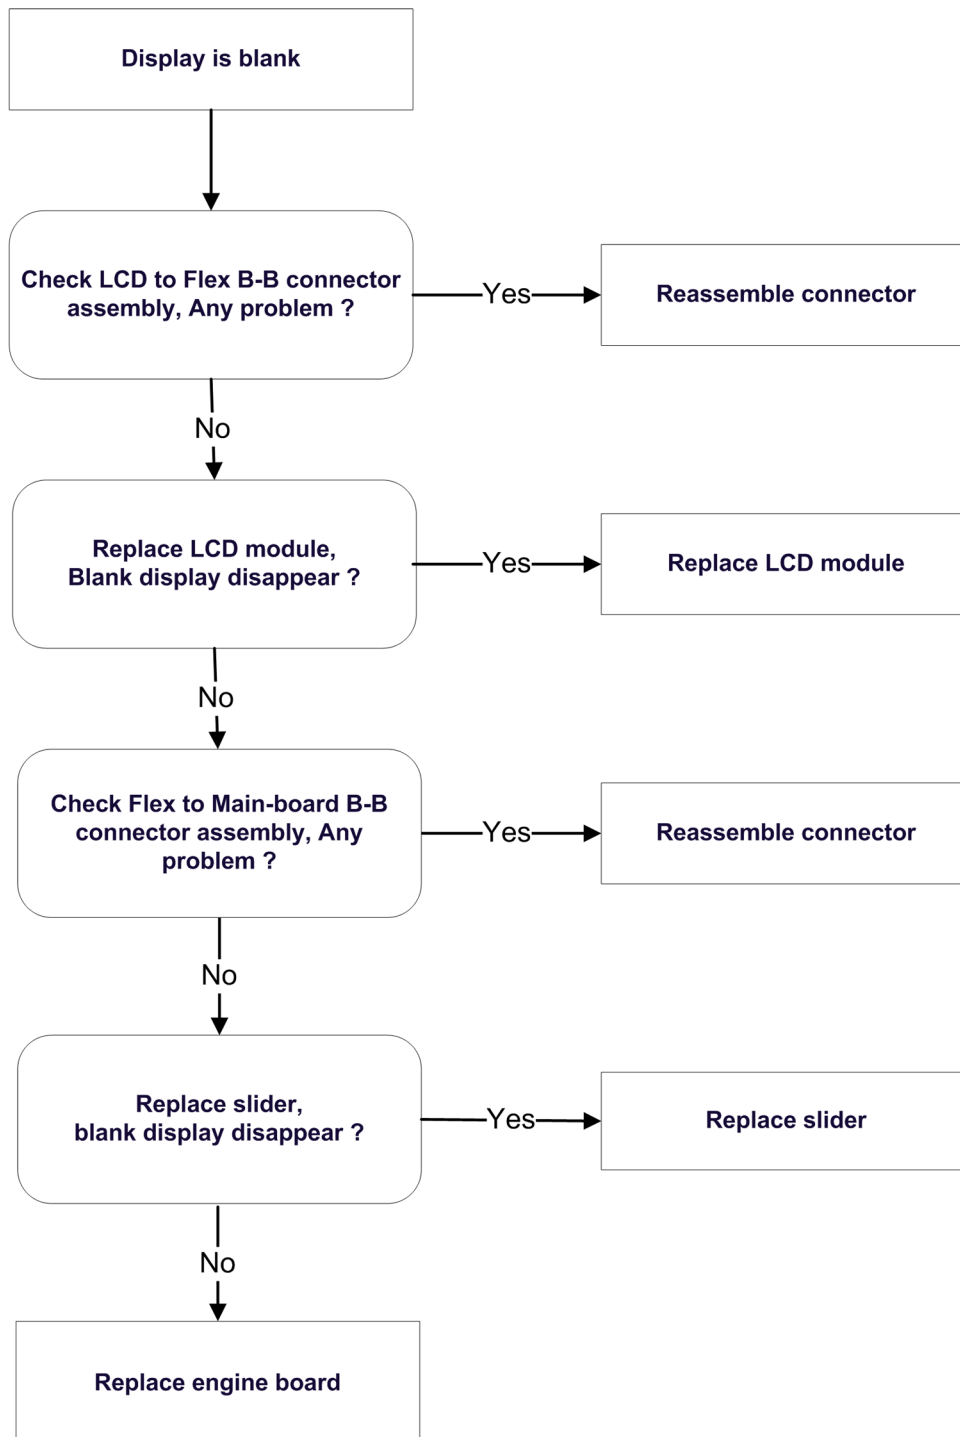 Display is blank
Check LCD to Flex B-B connector
assembly, Any problem ?
Yes
Reassemble connector
No
Replace LCD module,
Blank display disappear ?
Yes
Replace LCD module
No
Check Flex to Main-board B-B
connector assembly, Any
problem ?
Yes
Reassemble connector
No
Replace slider,
blank display disappear ?
Yes
Replace slider
No
Replace engine board